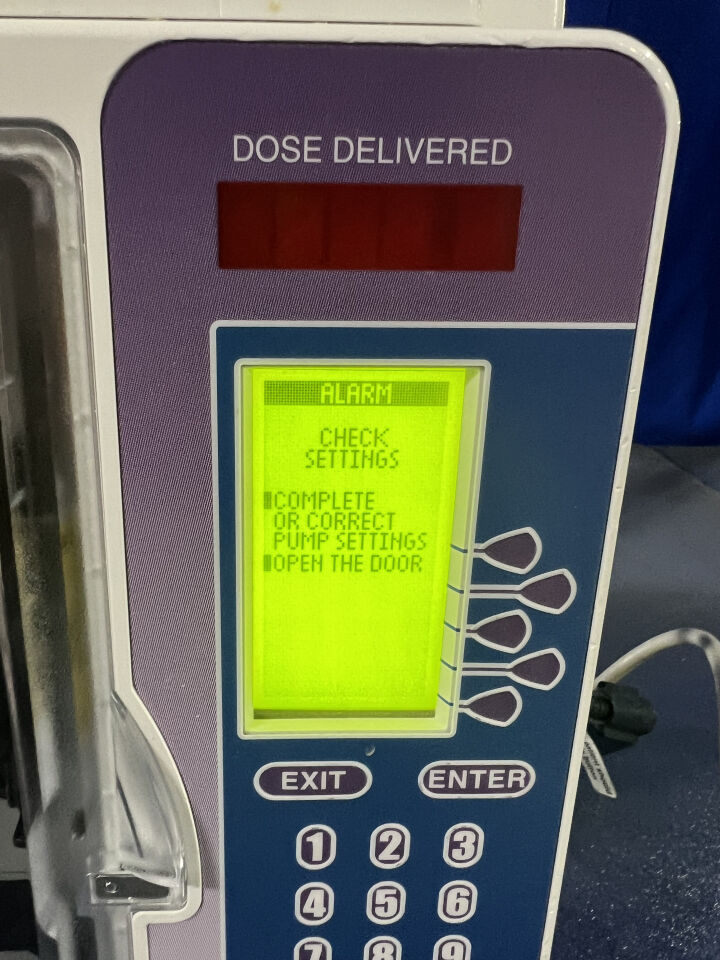 DOSE DELIVERED
ALARM
CHECK
SETTINGS
COMPLETE
OR CORRECT
PUMP SETTINGS
OPEN THE DOOR
EXIT ENTER
1 2 3
4 5 6
7 8 9